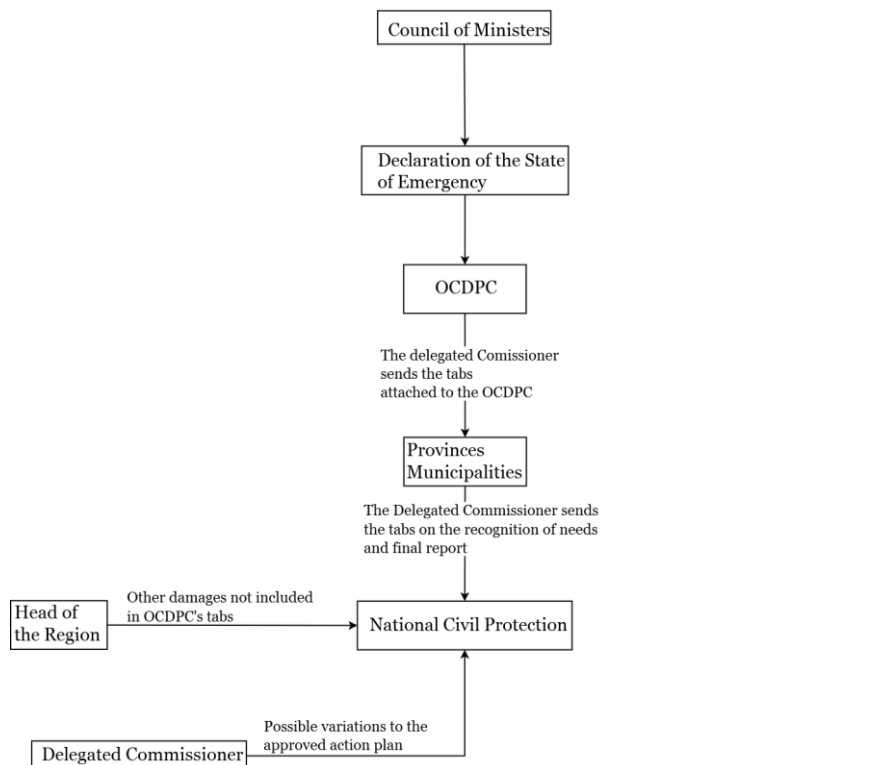 Council of Ministers
Declaration of the State
of Emergency
OCDPC
The delegated Comissioner
sends the tabs
attached to the OCDPC
Provinces
Municipalities
The Delegated Commissioner sends
the tabs on the recognition of needs
and final report
Other damages not included
in OCDPC's tabs
Head of
the Region
National Civil Protection
Possible variations to the
approved action plan
Delegated Commissioner